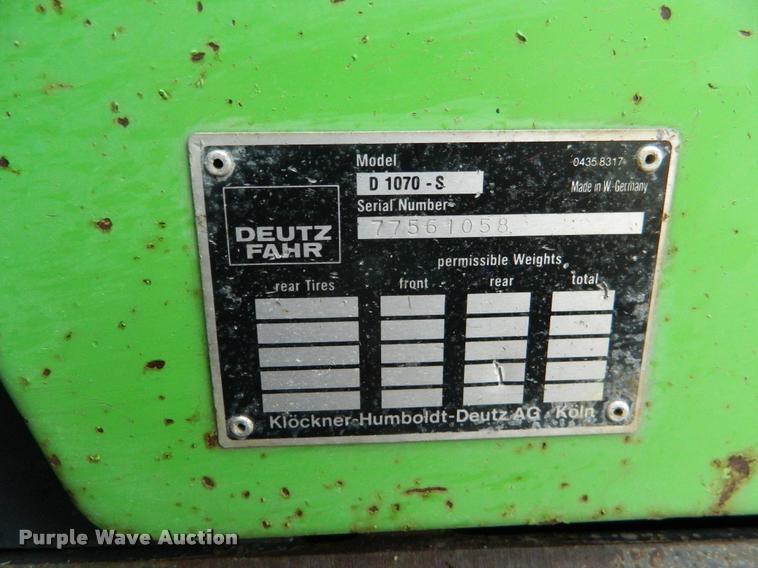 Model
0435 8317
D 1070 - S
Made in W.-Germany
Serial Number
77561058
DEUTZ
FAHR
permissible Weights
rear Tires front rear total
Klöckner-Humboldt-Deutz AG · Köln
Purple Wave Auction